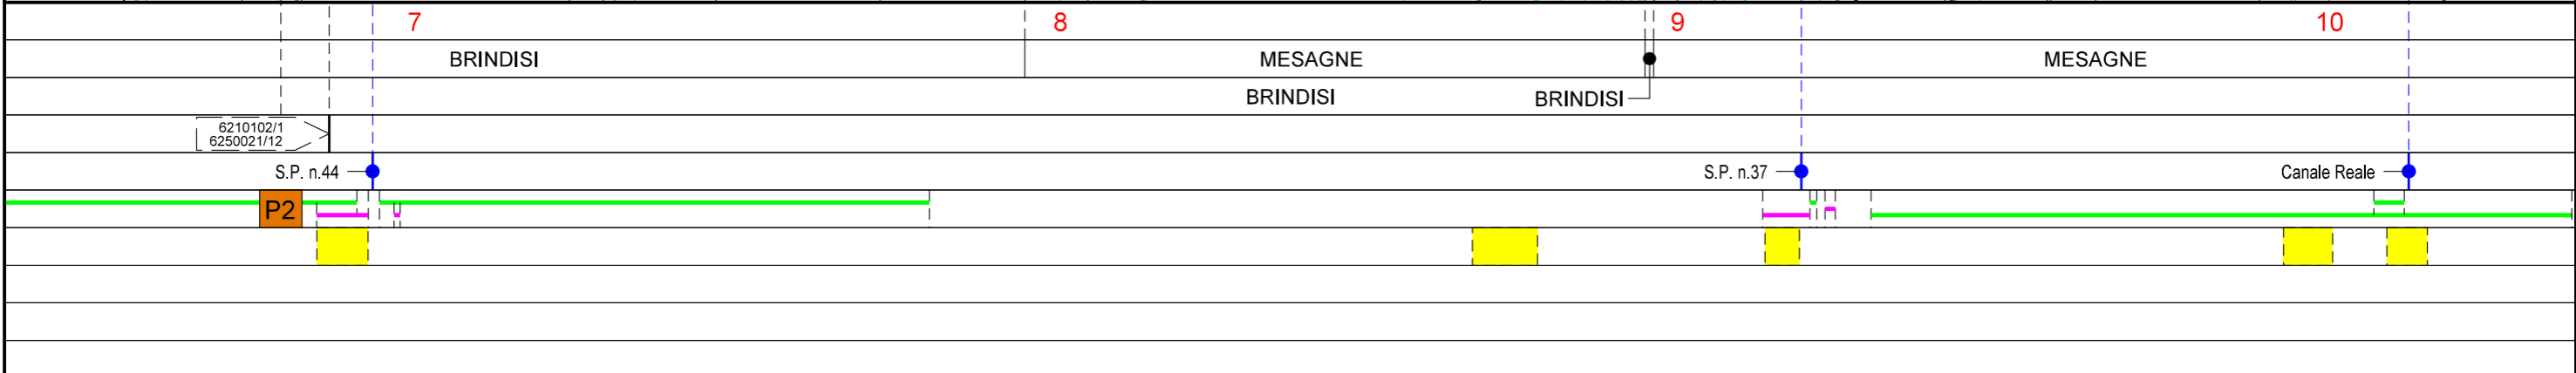 7 8 9 10
BRINDISI MESAGNE MESAGNE
BRINDISI BRINDISI
6210102/1
6250021/12
S.P. n.44 S.P. n.37 Canale Reale
P2